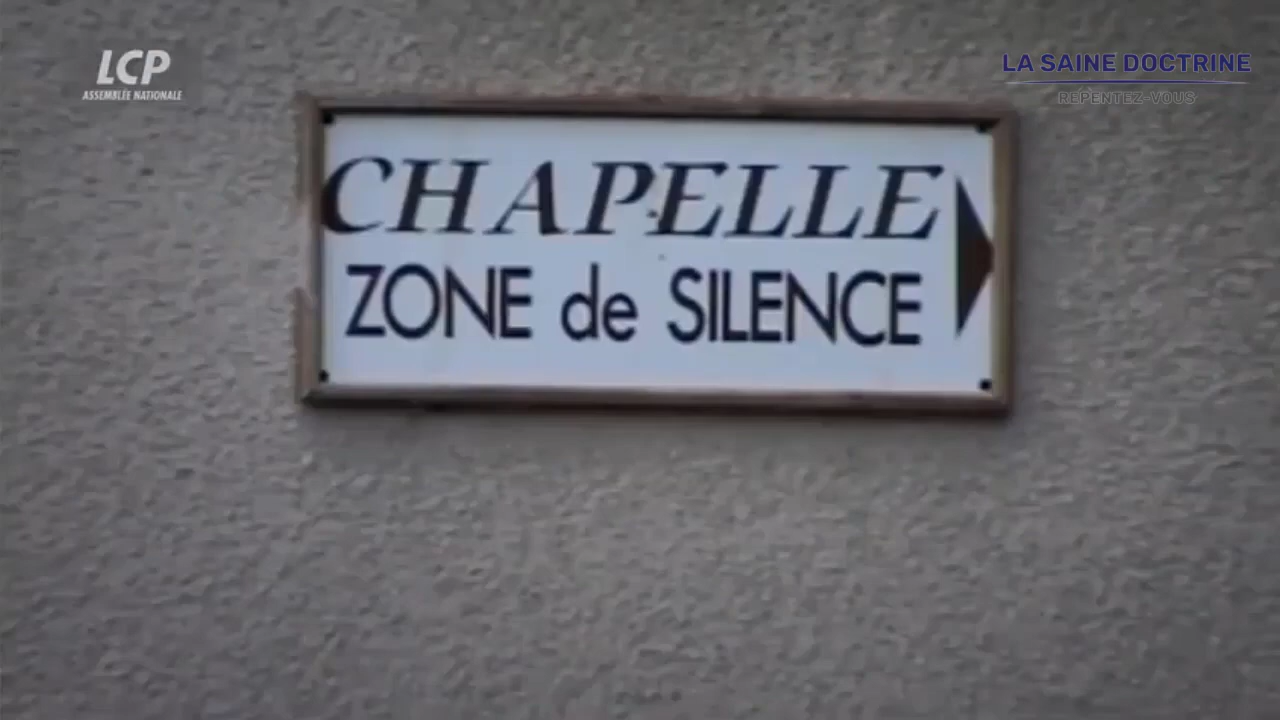 LCP
ASSEMBLÉE NATIONALE
LA SAINE DOCTRINE
REPENTEZ-VOUS
CHAPELLE
ZONE de SILENCE